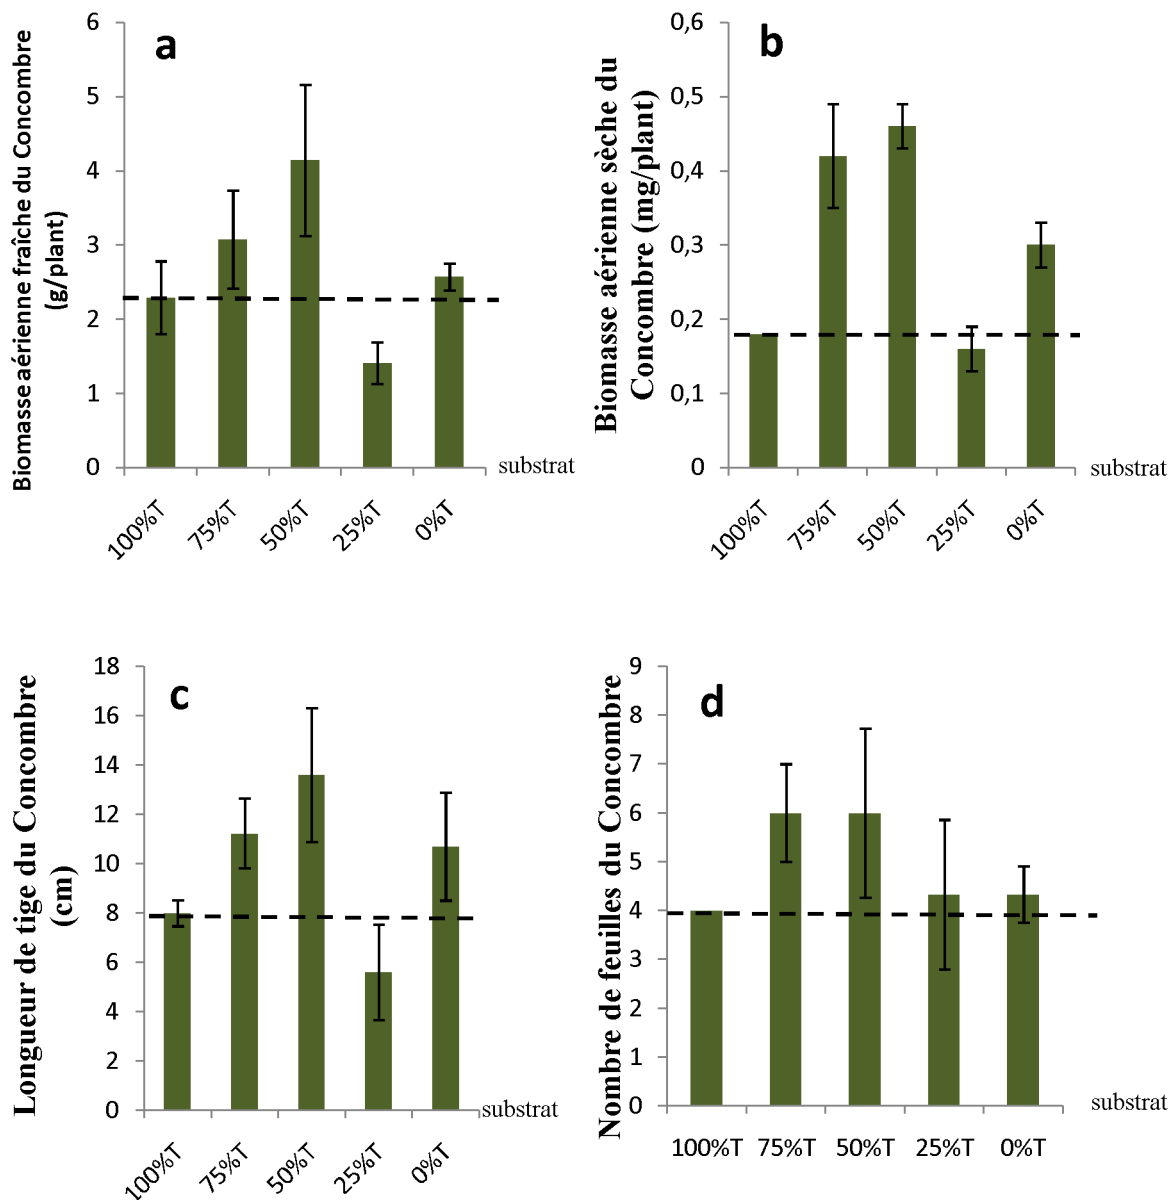 a
Biomasse aérienne fraîche du Concombre
(g/plant)
6
5
4
3
2
1
0
100%T
75%T
50%T
25%T
0%T
substrat
b
Biomasse aérienne sèche du
Concombre (mg/plant)
0,6
0,5
0,4
0,3
0,2
0,1
0
100%T
75%T
50%T
25%T
0%T
substrat
c
Longueur de tige du Concombre
(cm)
18
16
14
12
10
8
6
4
2
0
100%T
75%T
50%T
25%T
0%T
substrat
d
Nombre de feuilles du Concombre
9
8
7
6
5
4
3
2
1
0
100%T
75%T
50%T
25%T
0%T
substrat